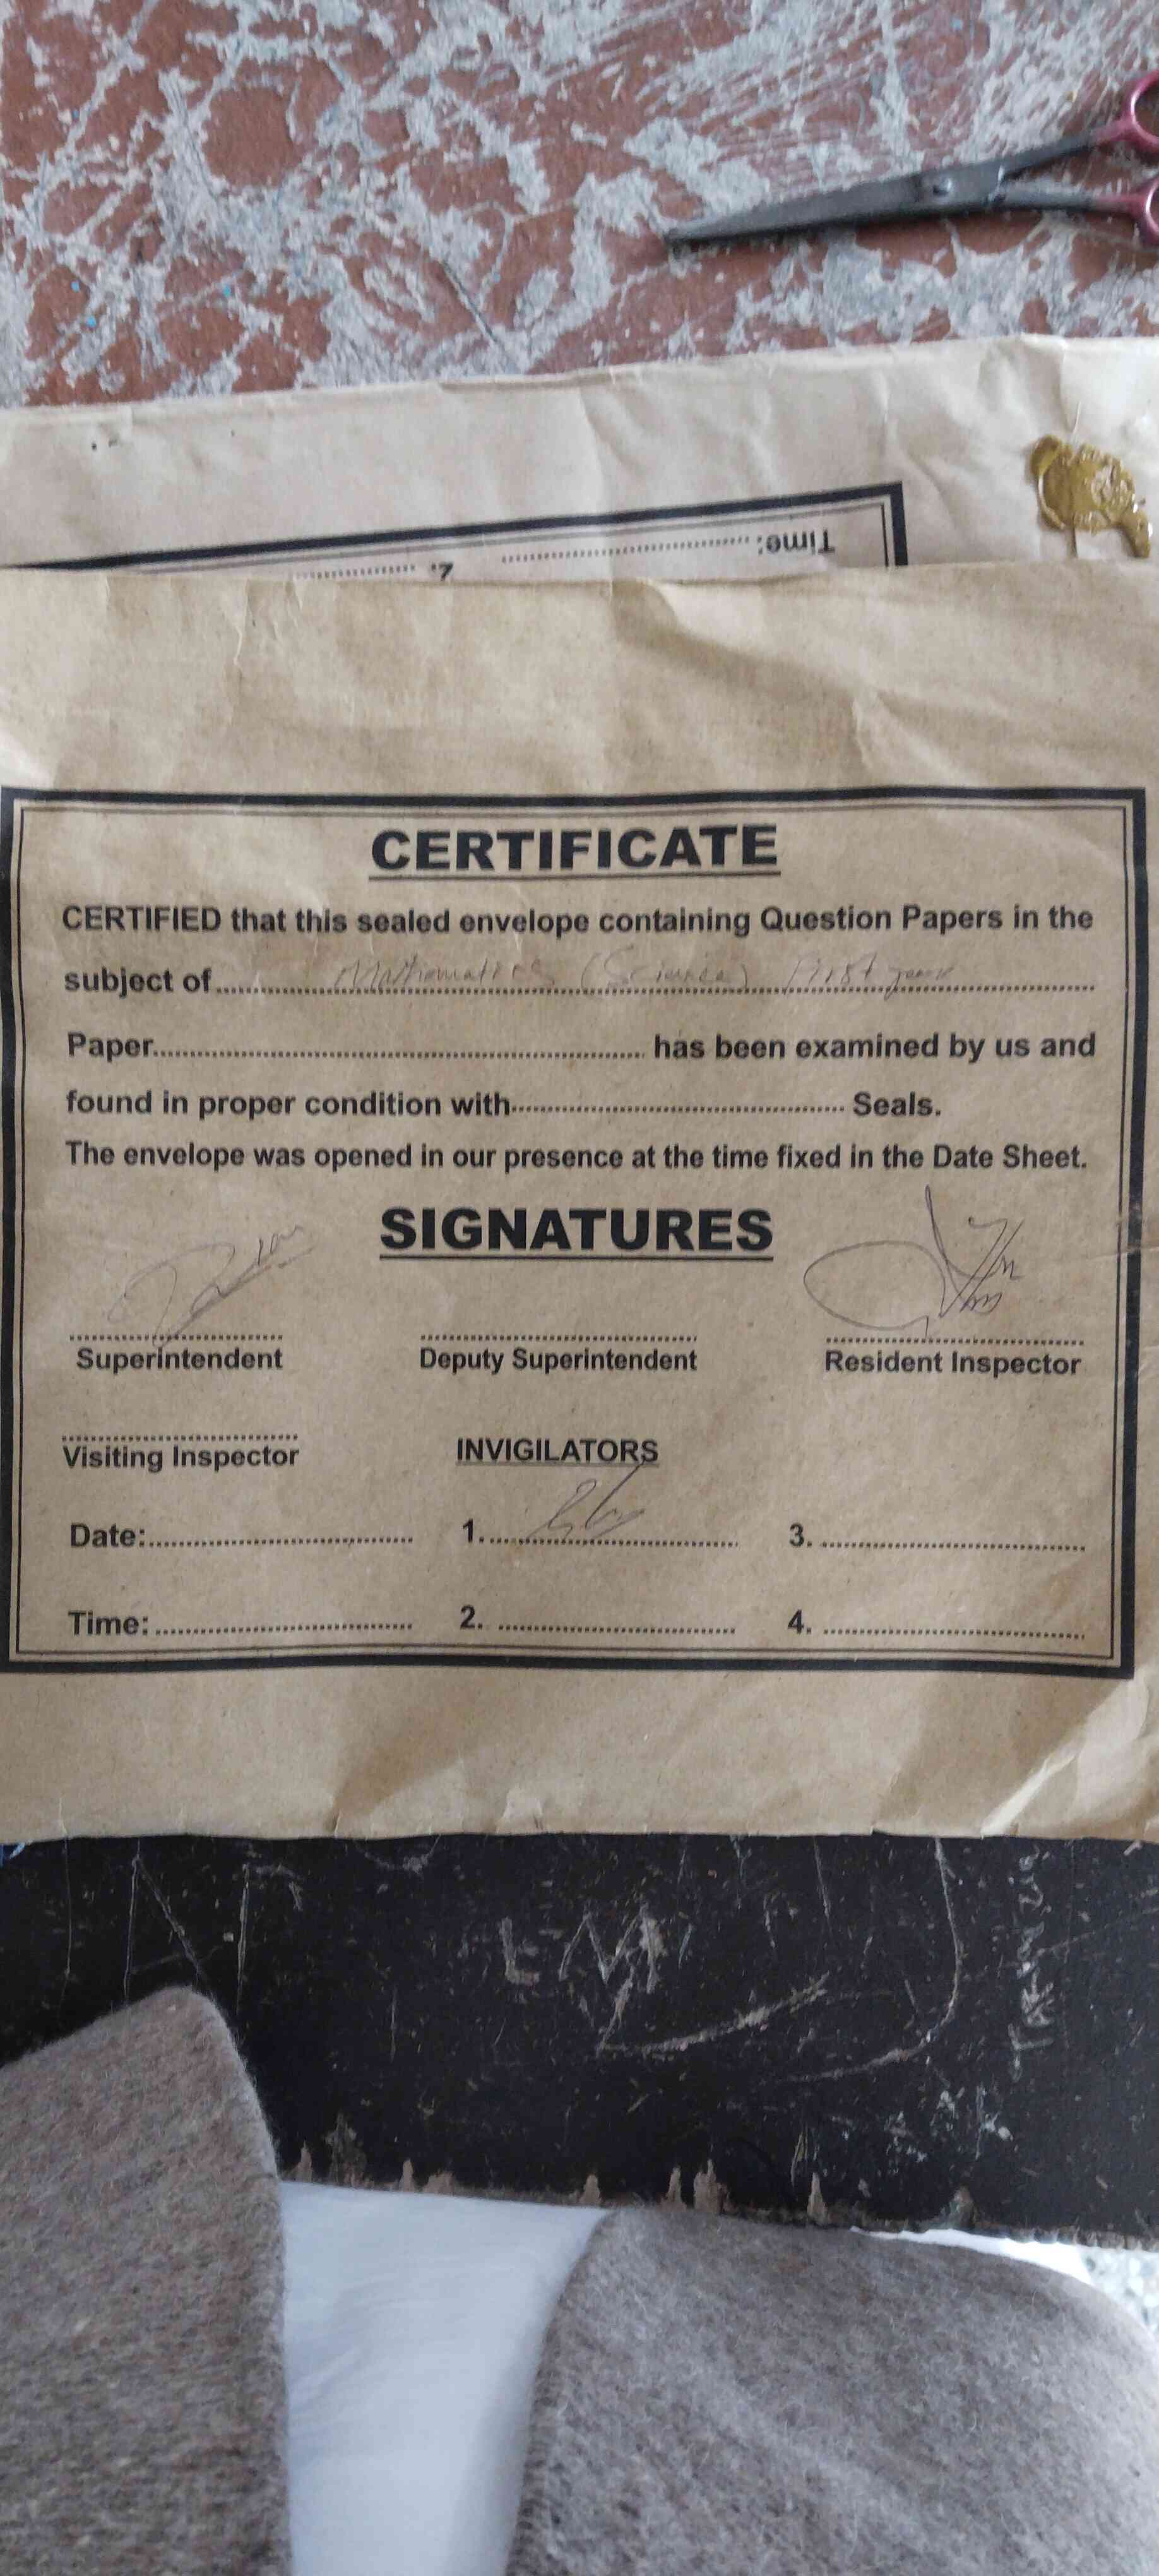 Time: ........................
2. ....................
CERTIFICATE
CERTIFIED that this sealed envelope containing Question Papers in the
subject of........Mathematics (Science) First year........
Paper........................ has been examined by us and
found in proper condition with........................ Seals.
The envelope was opened in our presence at the time fixed in the Date Sheet.
SIGNATURES
Superintendent Deputy Superintendent Resident Inspector
Visiting Inspector INVIGILATORS
Date:........................ 1......................... 3. ........................
Time:........................ 2. ........................ 4. ........................